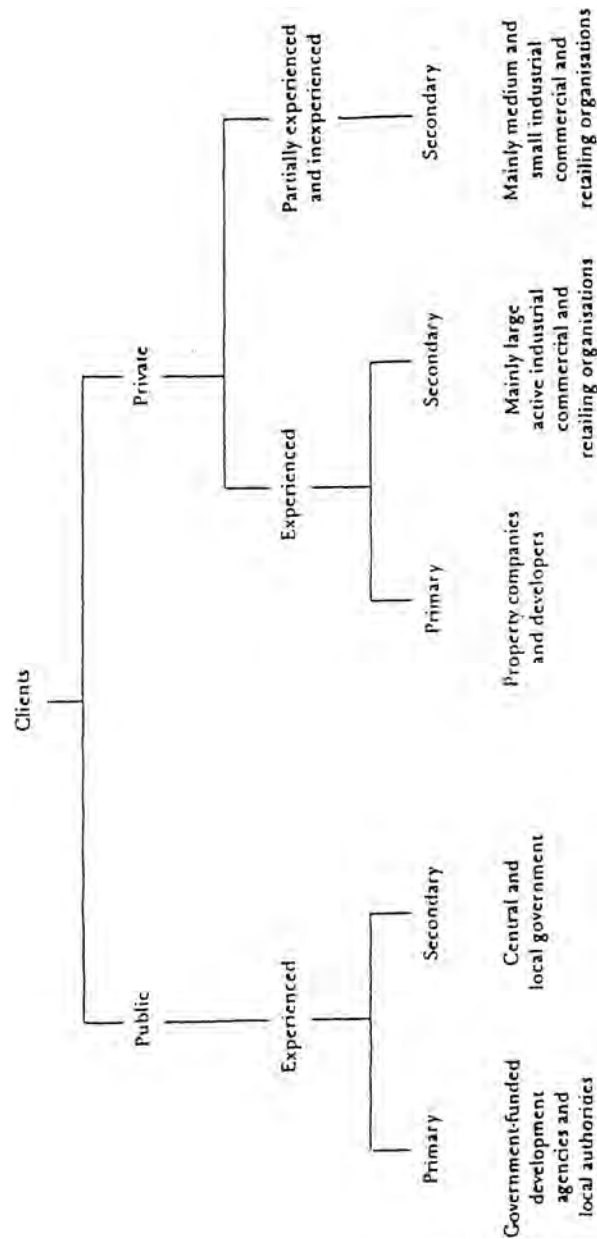 Clients
Public
Private
Experienced
Experienced
Partially experienced
and inexperienced
Primary
Secondary
Primary
Secondary
Secondary
Government-funded
development
agencies and
local authorities
Central and
local government
Property companies
and developers
Mainly large
active industrial
commercial and
retailing organisations
Mainly medium and
small industrial
commercial and
retailing organisations